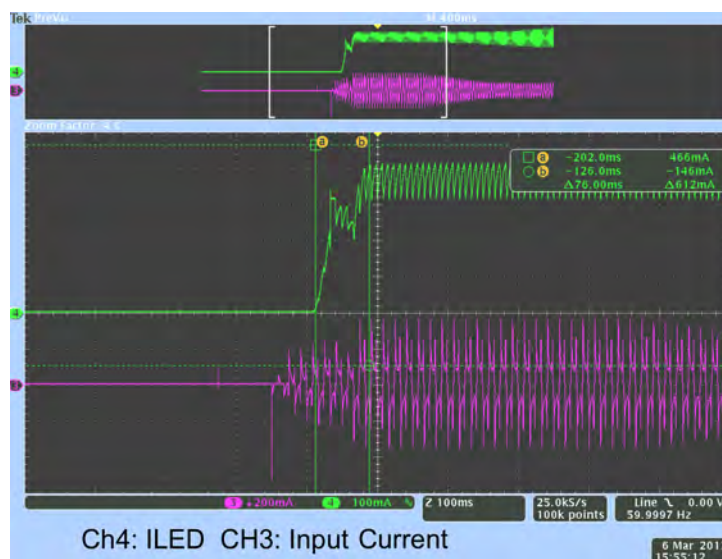 Tek PreVu M 400ms
4
3
Zoom Factor: 4 X
a b
a −202.0ms 466mA
b −126.0ms −146mA
Δ76.00ms Δ612mA
4
3
3 200mA 4 100mA Z 100ms 25.0kS/s Line 0.00 V
100k points 59.9997 Hz
Ch4: ILED CH3: Input Current
6 Mar 201
15:55:12